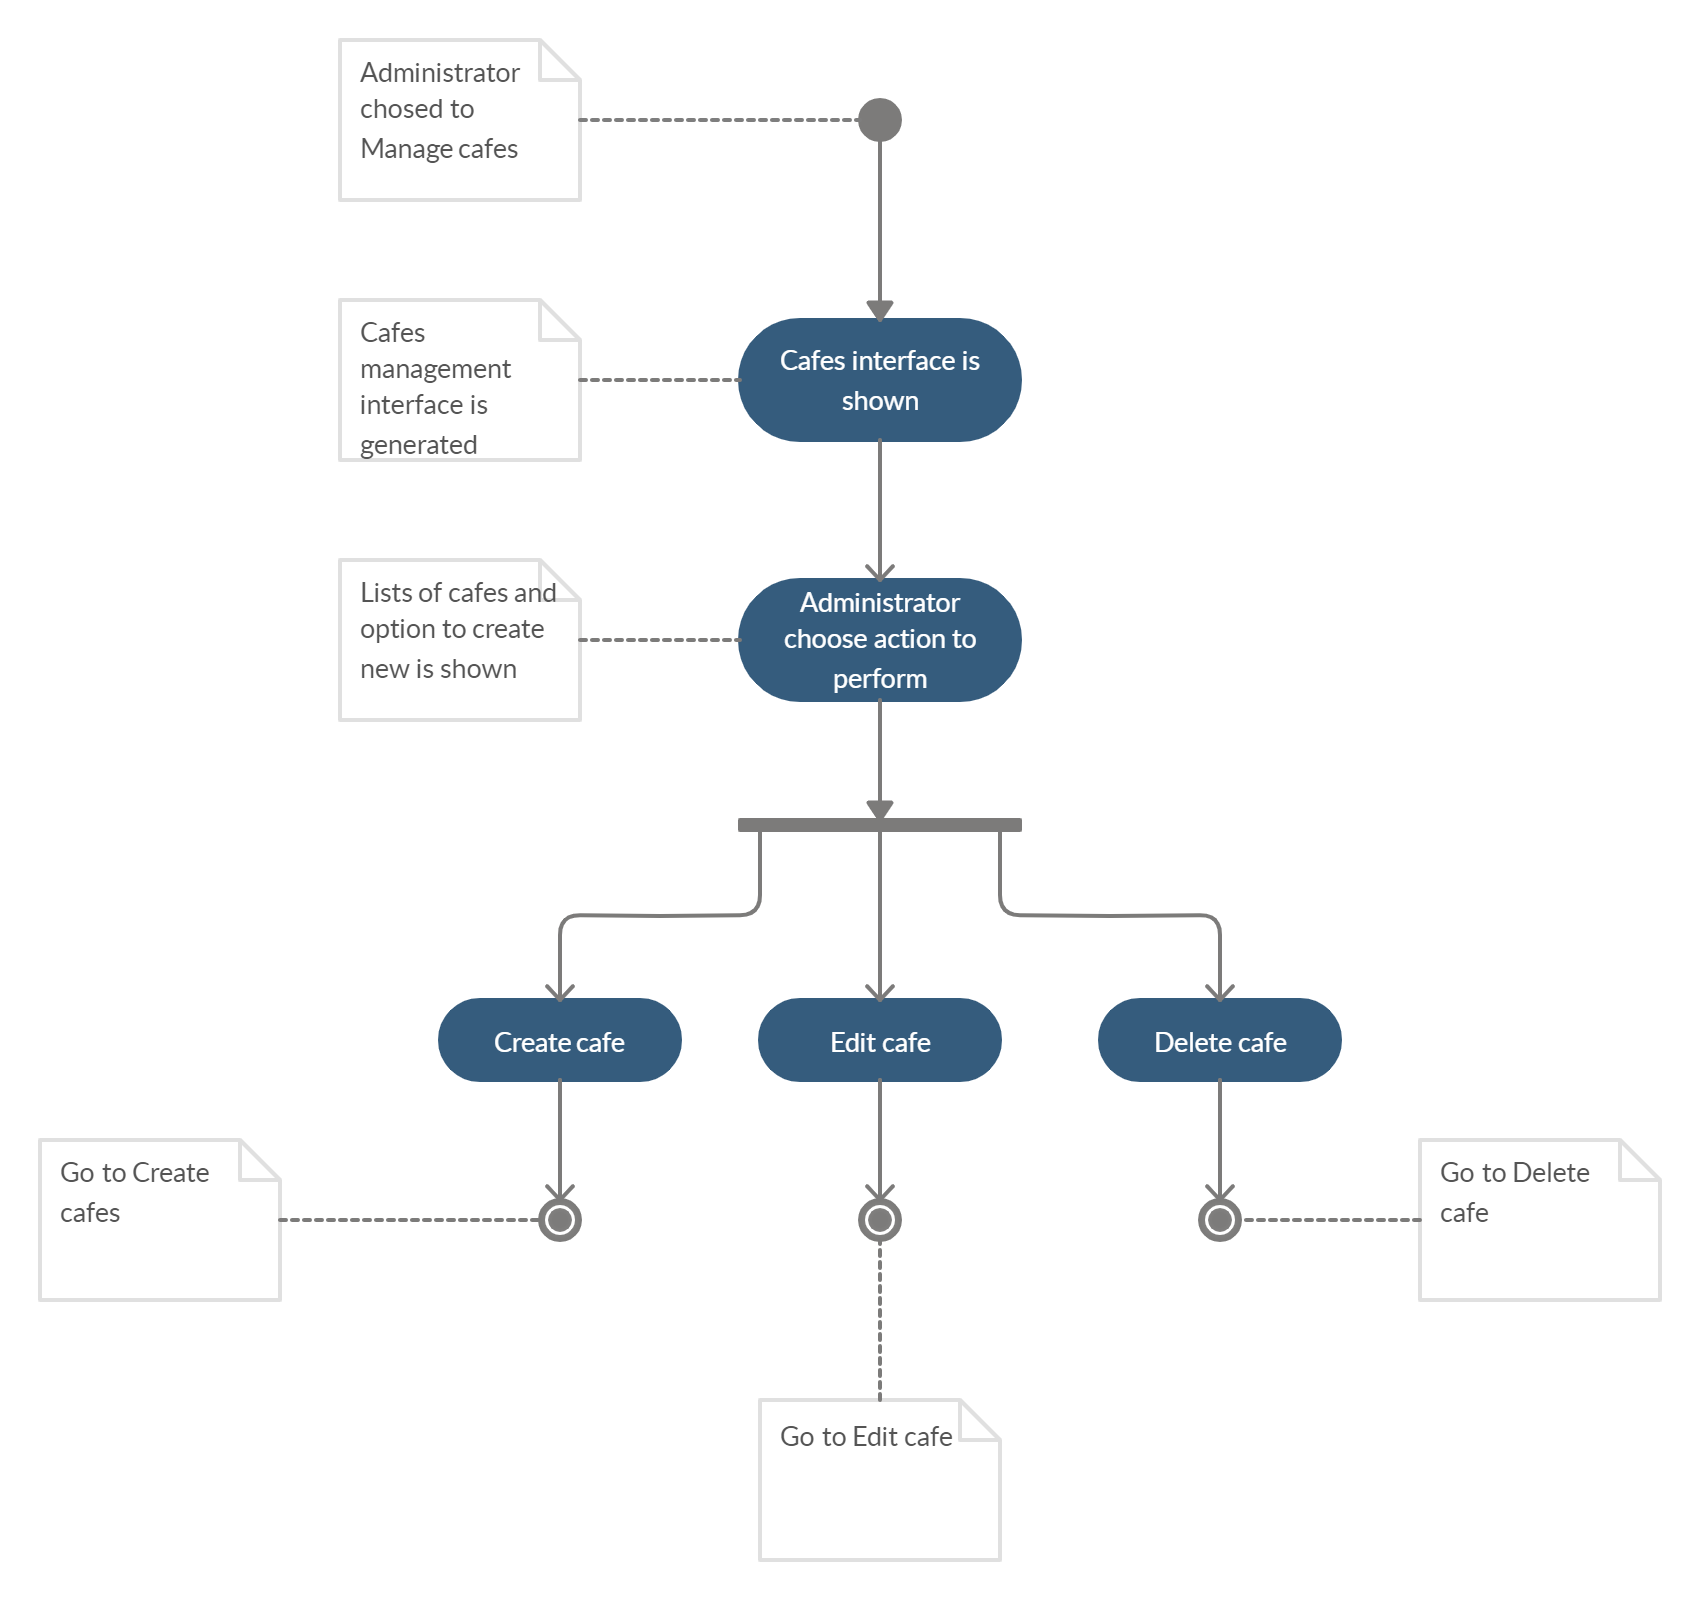 Administrator
chosed to
Manage cafes
Cafes
management
interface is
generated
Cafes interface is
shown
Lists of cafes and
option to create
new is shown
Administrator
choose action to
perform
Create cafe
Edit cafe
Delete cafe
Go to Create
cafes
Go to Delete
cafe
Go to Edit cafe